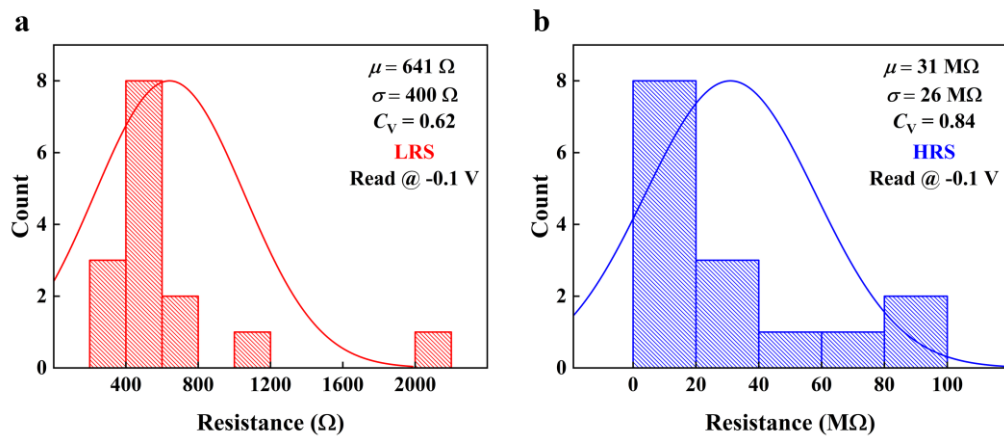 a
μ = 641 Ω
σ = 400 Ω
CV = 0.62
LRS
Read @ -0.1 V
Count
8
6
4
2
0
400
800
1200
1600
2000
Resistance (Ω)
b
μ = 31 MΩ
σ = 26 MΩ
CV = 0.84
HRS
Read @ -0.1 V
Count
8
6
4
2
0
0
20
40
60
80
100
Resistance (MΩ)